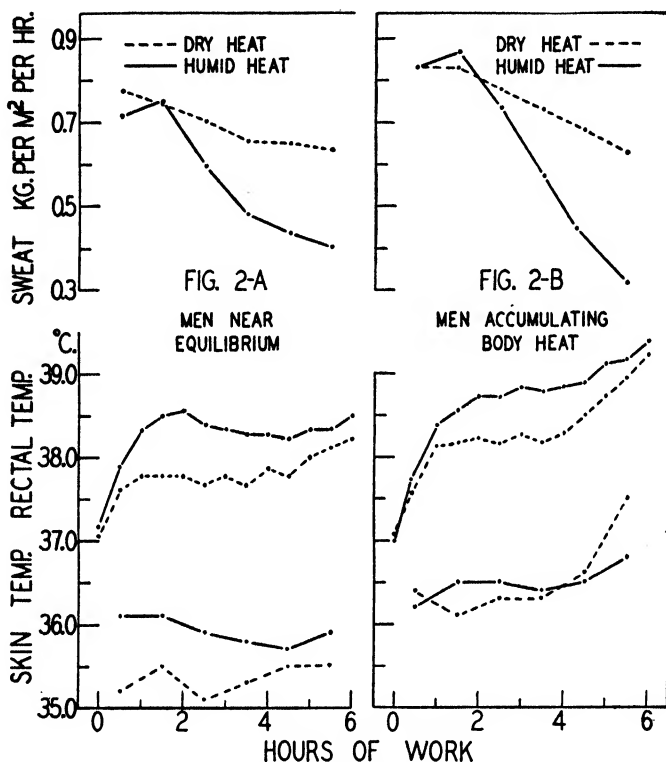 SWEAT KG. PER M² PER HR.
0.9
0.7
0.5
0.3
DRY HEAT
HUMID HEAT
FIG. 2-A
DRY HEAT
HUMID HEAT
FIG. 2-B
MEN NEAR
EQUILIBRIUM
MEN ACCUMULATING
BODY HEAT
SKIN TEMP. RECTAL TEMP.
°C.
39.0
38.0
37.0
36.0
35.0
0 2 4 6
0 2 4 6
HOURS OF WORK